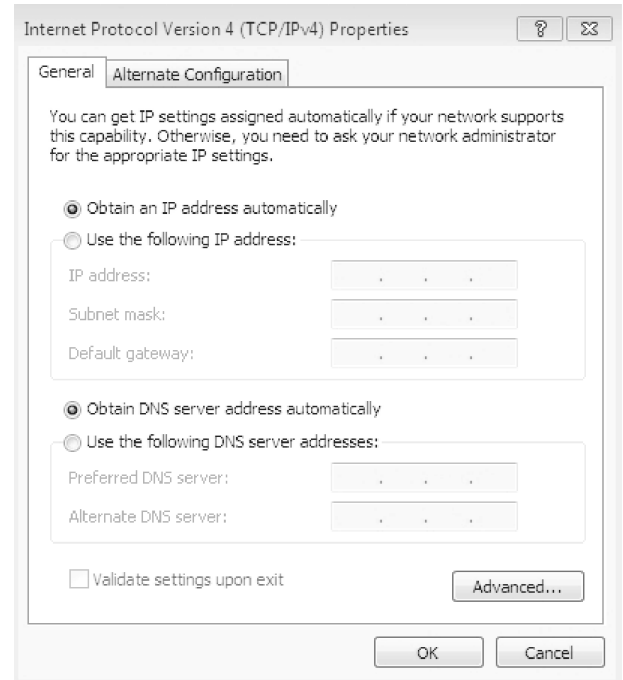 Internet Protocol Version 4 (TCP/IPv4) Properties
General
Alternate Configuration
You can get IP settings assigned automatically if your network supports
this capability. Otherwise, you need to ask your network administrator
for the appropriate IP settings.
Obtain an IP address automatically
Use the following IP address:
IP address:
Subnet mask:
Default gateway:
Obtain DNS server address automatically
Use the following DNS server addresses:
Preferred DNS server:
Alternate DNS server:
Validate settings upon exit
Advanced...
OK
Cancel